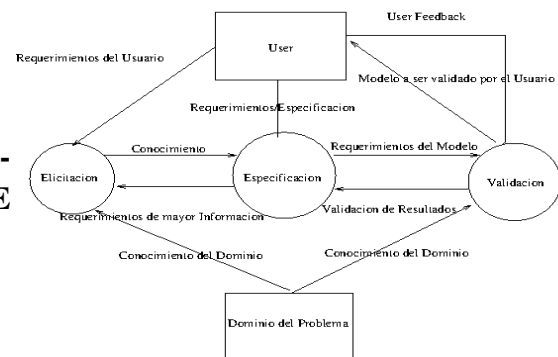 User Feedback
User
Requerimientos del Usuario
Modelo a ser validado por el Usuario
Requerimientos/Especificacion
Conocimiento
Requerimientos del Modelo
-
E
Elicitacion
Especificacion
Validacion
Requerimientos de mayor Informacion
Validacion de Resultados
Conocimiento del Dominio
Conocimiento del Dominio
Dominio del Problema